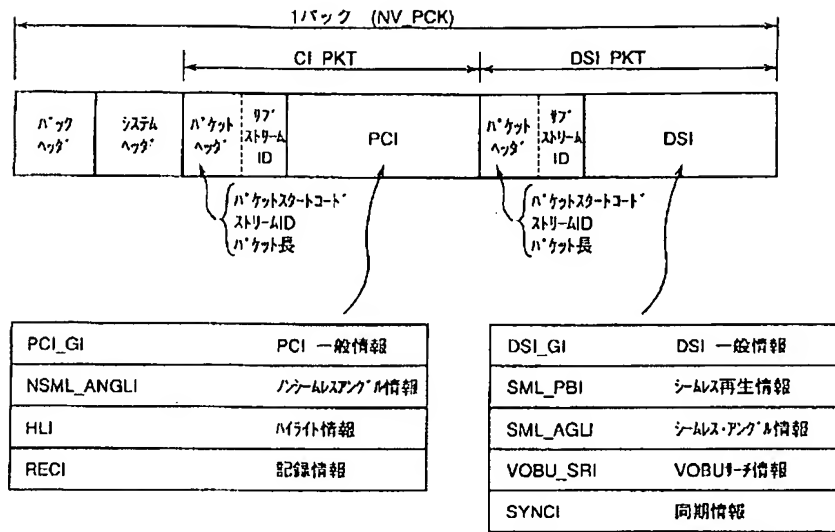 1パック (NV_PCK)
CI PKT
DSI PKT
パック
ヘッダ
システム
ヘッダ
パケット
ヘッダ
サブ
ストリーム
ID
PCI
パケット
ヘッダ
サブ
ストリーム
ID
DSI
パケットスタートコード
ストリームID
パケット長
パケットスタートコード
ストリームID
パケット長
PCI_GI PCI 一般情報
NSML_ANGLI ノンシームレスアングル情報
HLI ハイライト情報
RECI 記録情報
DSI_GI DSI 一般情報
SML_PBI シームレス再生情報
SML_AGLI シームレス・アングル情報
VOBU_SRI VOBUサーチ情報
SYNCI 同期情報